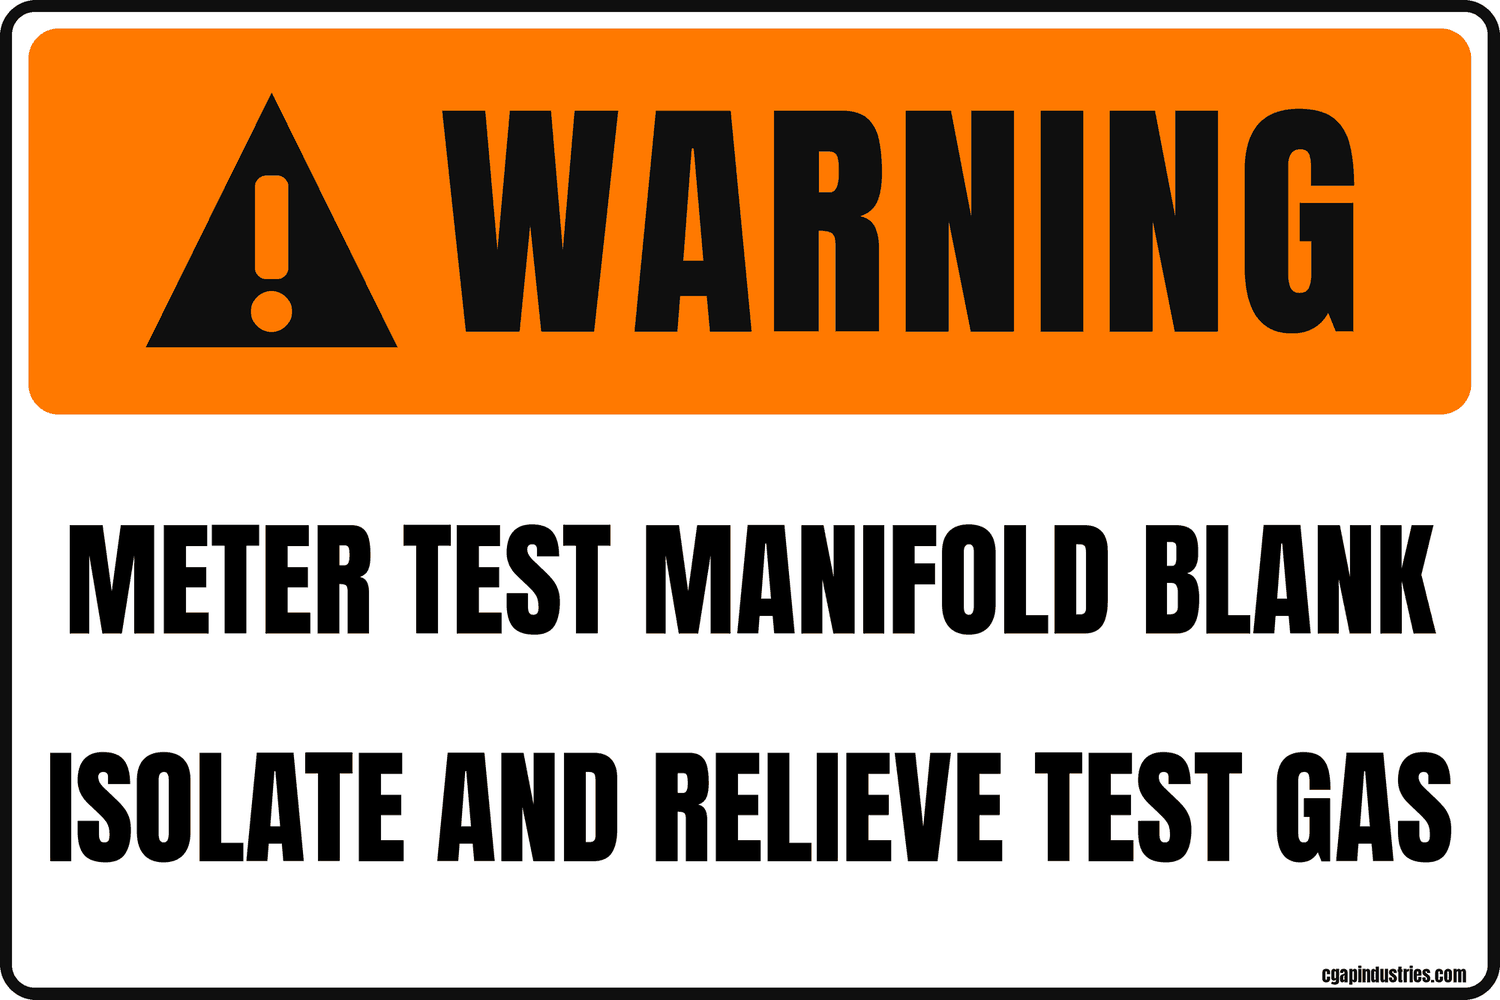 WARNING
METER TEST MANIFOLD BLANK
ISOLATE AND RELIEVE TEST GAS
cgapindustries.com